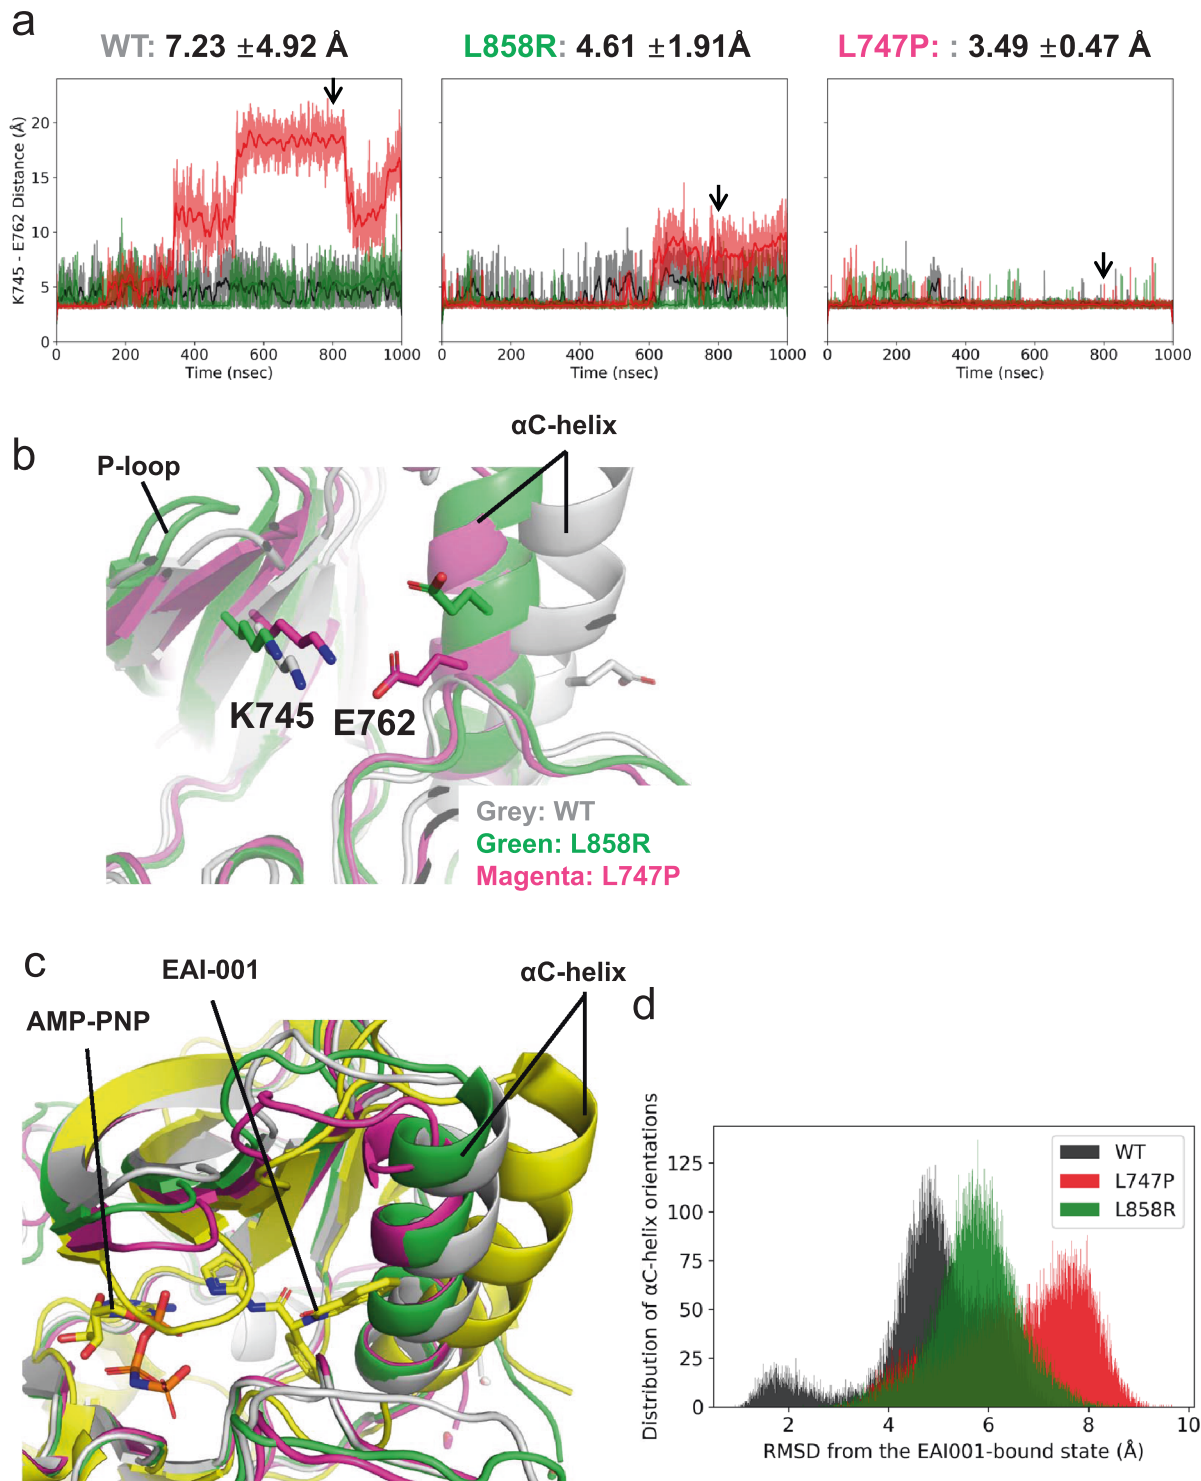 a
WT: 7.23 ±4.92 Å
L858R: 4.61 ±1.91Å
L747P: : 3.49 ±0.47 Å
K745 - E762 Distance (Å)
20
15
10
5
0
0 200 400 600 800 1000
Time (nsec)
0 200 400 600 800 1000
Time (nsec)
0 200 400 600 800 1000
Time (nsec)
b
P-loop
αC-helix
K745
E762
Grey: WT
Green: L858R
Magenta: L747P
c
EAI-001
αC-helix
AMP-PNP
d
Distribution of αC-helix orientations
125
100
75
50
25
0
WT
L747P
L858R
2 4 6 8 10
RMSD from the EAI001-bound state (Å)